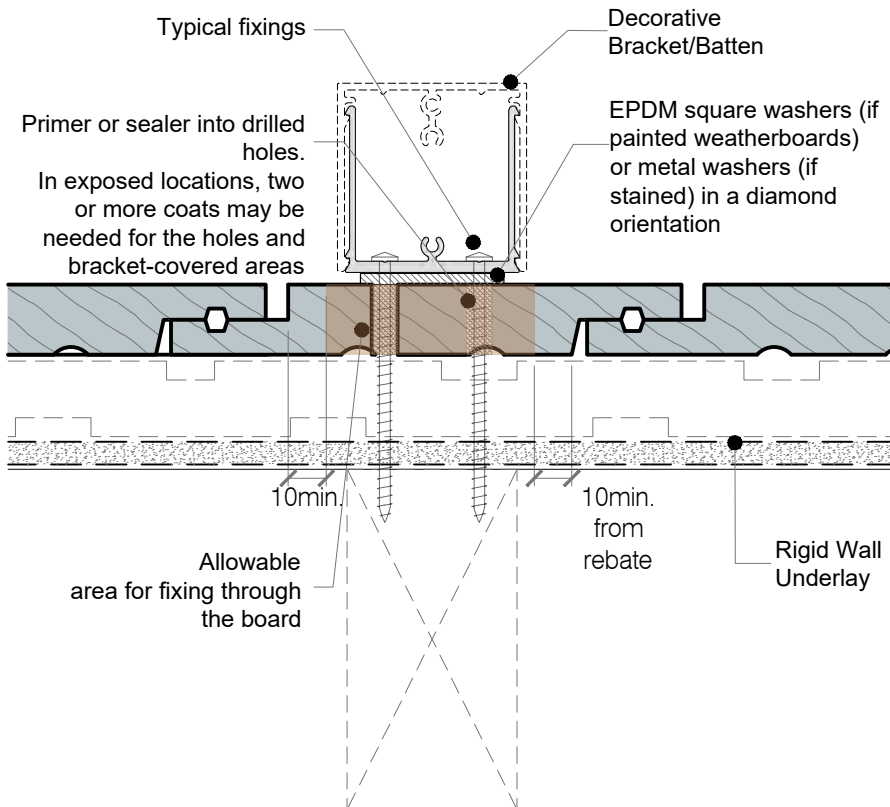 Typical fixings
Decorative
Bracket/Batten
Primer or sealer into drilled
holes.
In exposed locations, two
or more coats may be
needed for the holes and
bracket-covered areas
EPDM square washers (if
painted weatherboards)
or metal washers (if
stained) in a diamond
orientation
10min.
10min.
from
rebate
Allowable
area for fixing through
the board
Rigid Wall
Underlay